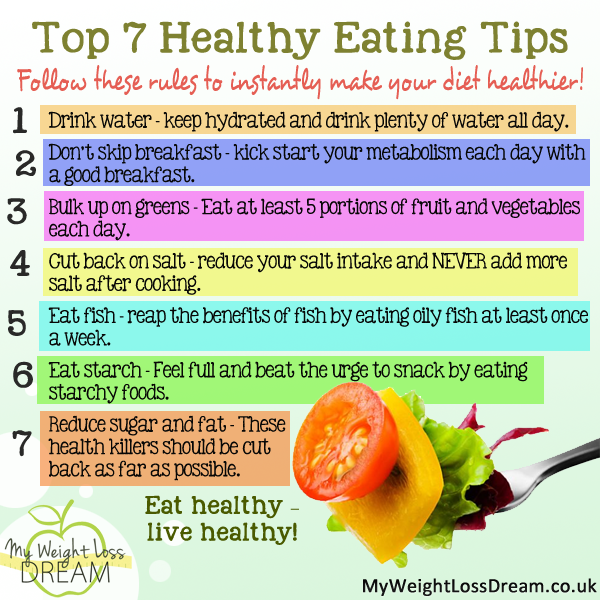 Top 7 Healthy Eating Tips
Follow these rules to instantly make your diet healthier!
1 Drink water - keep hydrated and drink plenty of water all day.
2 Don't skip breakfast - kick start your metabolism each day with
a good breakfast.
3 Bulk up on greens - Eat at least 5 portions of fruit and vegetables
each day.
4 Cut back on salt - reduce your salt intake and NEVER add more
salt after cooking.
5 Eat fish - reap the benefits of fish by eating oily fish at least once
a week.
6 Eat starch - Feel full and beat the urge to snack by eating
starchy foods.
7 Reduce sugar and fat - These
health killers should be cut
back as far as possible.
Eat healthy -
live healthy!
My Weight Loss
DREAM
MyWeightLossDream.co.uk